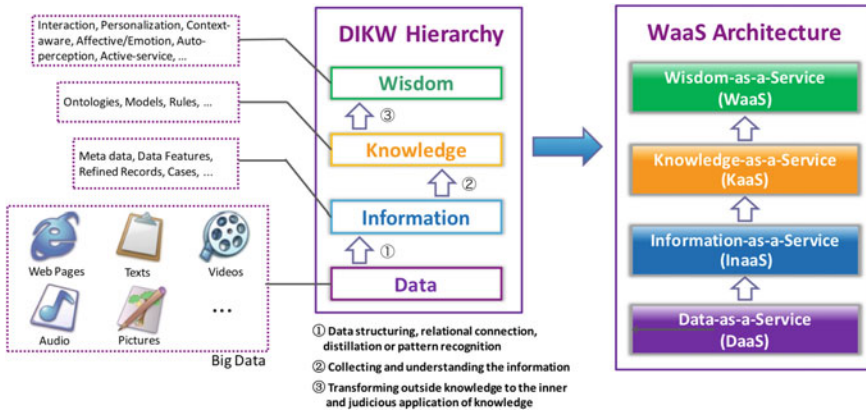 Interaction, Personalization, Context-
aware, Affective/Emotion, Auto-
perception, Active-service, ...
Ontologies, Models, Rules, ...
Meta data, Data Features,
Refined Records, Cases, ...
Web Pages
Texts
Videos
Audio
Pictures
...
Big Data
DIKW Hierarchy
Wisdom
③
Knowledge
②
Information
①
Data
① Data structuring, relational connection,
distillation or pattern recognition
② Collecting and understanding the information
③ Transforming outside knowledge to the inner
and judicious application of knowledge
WaaS Architecture
Wisdom-as-a-Service
(WaaS)
Knowledge-as-a-Service
(KaaS)
Information-as-a-Service
(InaaS)
Data-as-a-Service
(DaaS)